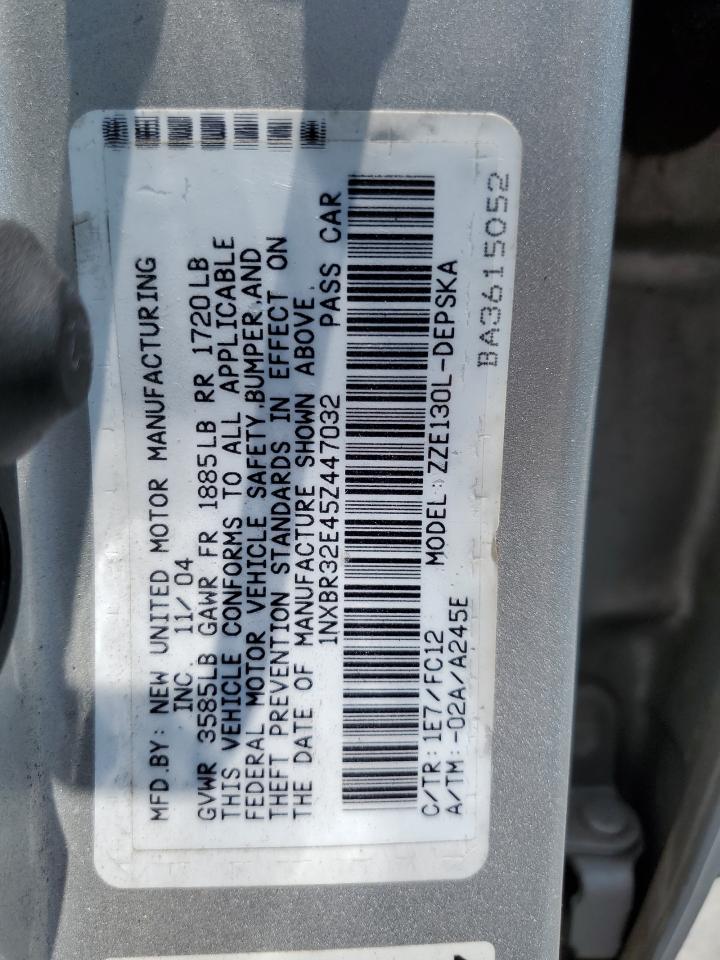 MFD.BY: NEW UNITED MOTOR MANUFACTURING
INC. 11/04
GVWR 3585LB GAWR FR 1885LB RR 1720LB
THIS VEHICLE CONFORMS TO ALL APPLICABLE
FEDERAL MOTOR VEHICLE SAFETY,BUMPER,AND
THEFT PREVENTION STANDARDS IN EFFECT ON
THE DATE OF MANUFACTURE SHOWN ABOVE.
1NXBR32E45Z447032 PASS CAR
C/TR:1E7/FC12 MODEL:ZZE130L-DEPSKA
A/TM:-02A/A245E
BA3615052